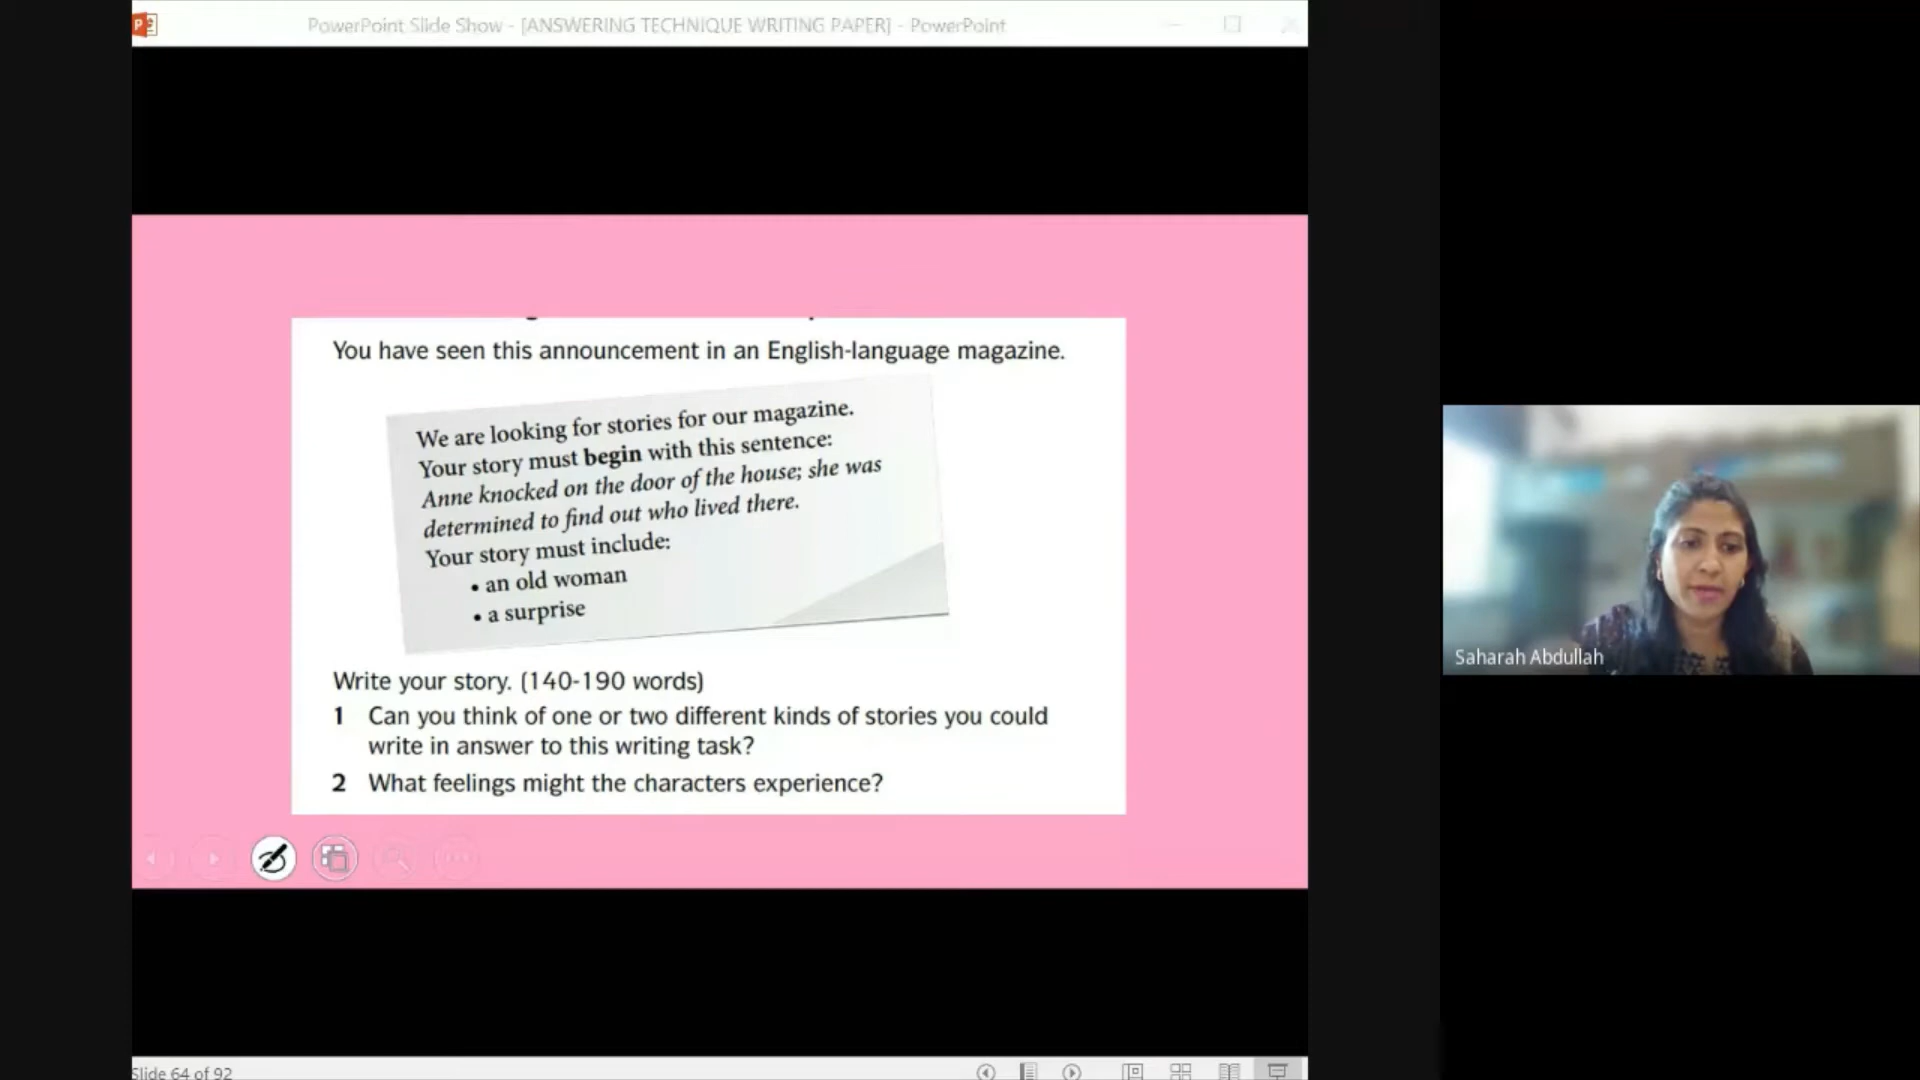 PowerPoint Slide Show - [ANSWERING TECHNIQUE WRITING PAPER] - PowerPoint
You have seen this announcement in an English-language magazine.
We are looking for stories for our magazine.
Your story must begin with this sentence:
Anne knocked on the door of the house; she was
determined to find out who lived there.
Your story must include:
• an old woman
• a surprise
Write your story. (140-190 words)
1 Can you think of one or two different kinds of stories you could
write in answer to this writing task?
2 What feelings might the characters experience?
Saharah Abdullah
Slide 64 of 92